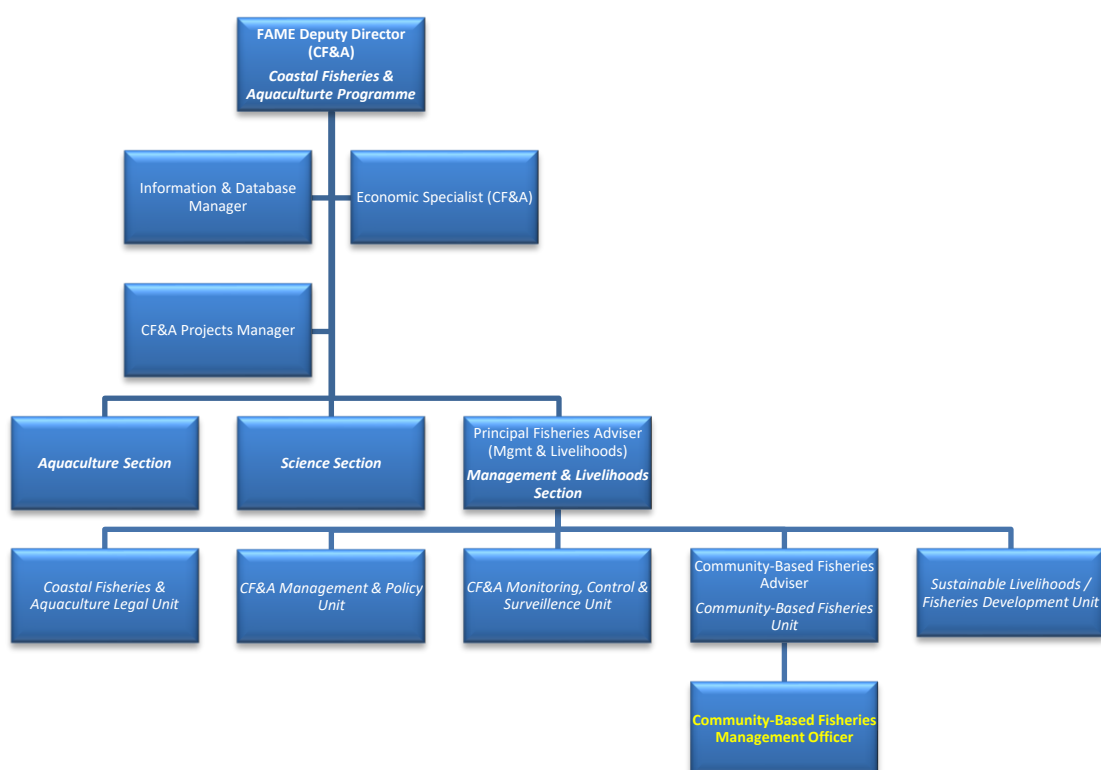 FAME Deputy Director
(CF&A)
Coastal Fisheries &
Aquaculturte Programme
Information & Database
Manager
Economic Specialist (CF&A)
CF&A Projects Manager
Aquaculture Section
Science Section
Principal Fisheries Adviser
(Mgmt & Livelihoods)
Management & Livelihoods
Section
Coastal Fisheries &
Aquaculture Legal Unit
CF&A Management & Policy
Unit
CF&A Monitoring, Control &
Surveillence Unit
Community-Based Fisheries
Adviser
Community-Based Fisheries
Unit
Sustainable Livelihoods /
Fisheries Development Unit
Community-Based Fisheries
Management Officer